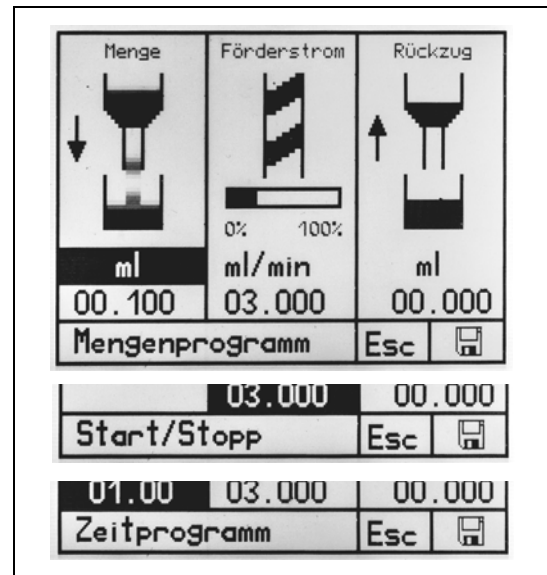 Menge Förderstrom Rückzug
0% 100%
ml ml/min ml
00.100 03.000 00.000
Mengenprogramm Esc
03.000 00.000
Start/Stopp Esc
01.00 03.000 00.000
Zeitprogramm Esc